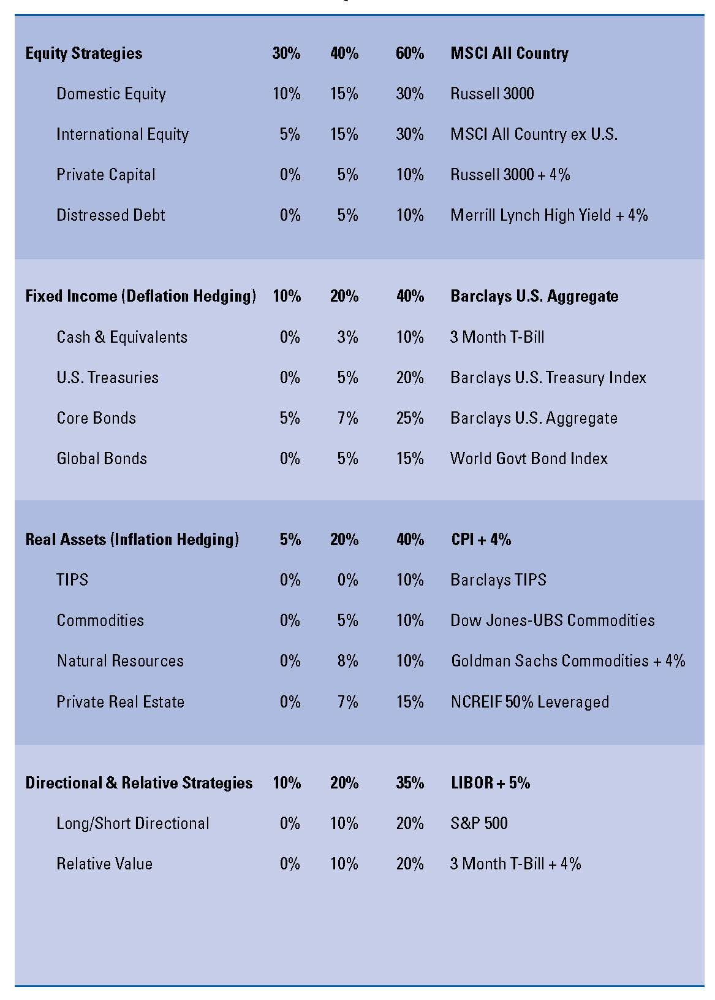 Equity Strategies 30% 40% 60% MSCI All Country
Domestic Equity 10% 15% 30% Russell 3000
International Equity 5% 15% 30% MSCI All Country ex U.S.
Private Capital 0% 5% 10% Russell 3000 + 4%
Distressed Debt 0% 5% 10% Merrill Lynch High Yield + 4%
Fixed Income (Deflation Hedging) 10% 20% 40% Barclays U.S. Aggregate
Cash & Equivalents 0% 3% 10% 3 Month T-Bill
U.S. Treasuries 0% 5% 20% Barclays U.S. Treasury Index
Core Bonds 5% 7% 25% Barclays U.S. Aggregate
Global Bonds 0% 5% 15% World Govt Bond Index
Real Assets (Inflation Hedging) 5% 20% 40% CPI + 4%
TIPS 0% 0% 10% Barclays TIPS
Commodities 0% 5% 10% Dow Jones-UBS Commodities
Natural Resources 0% 8% 10% Goldman Sachs Commodities + 4%
Private Real Estate 0% 7% 15% NCREIF 50% Leveraged
Directional & Relative Strategies 10% 20% 35% LIBOR + 5%
Long/Short Directional 0% 10% 20% S&P 500
Relative Value 0% 10% 20% 3 Month T-Bill + 4%